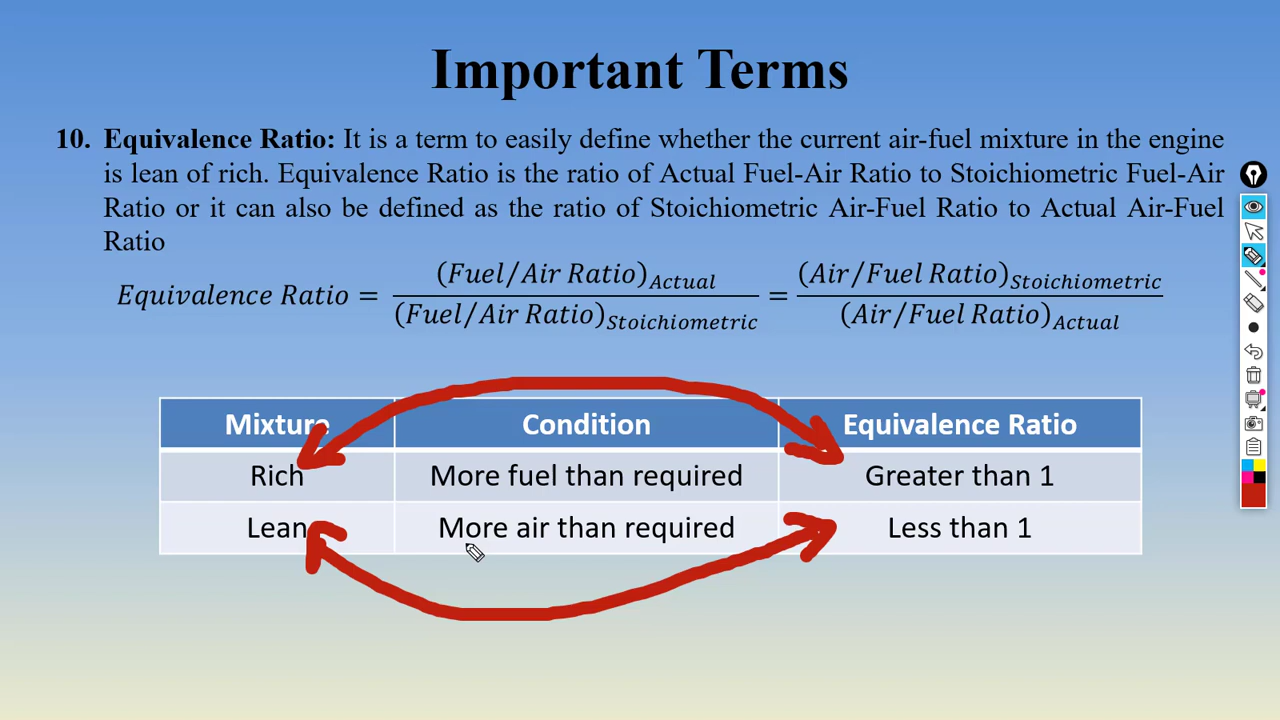 Important Terms
10. Equivalence Ratio: It is a term to easily define whether the current air-fuel mixture in the engine
is lean of rich. Equivalence Ratio is the ratio of Actual Fuel-Air Ratio to Stoichiometric Fuel-Air
Ratio or it can also be defined as the ratio of Stoichiometric Air-Fuel Ratio to Actual Air-Fuel
Ratio
Equivalence Ratio = (Fuel/Air Ratio)Actual / (Fuel/Air Ratio)Stoichiometric = (Air/Fuel Ratio)Stoichiometric / (Air/Fuel Ratio)Actual
Mixture Condition Equivalence Ratio
Rich More fuel than required Greater than 1
Lean More air than required Less than 1